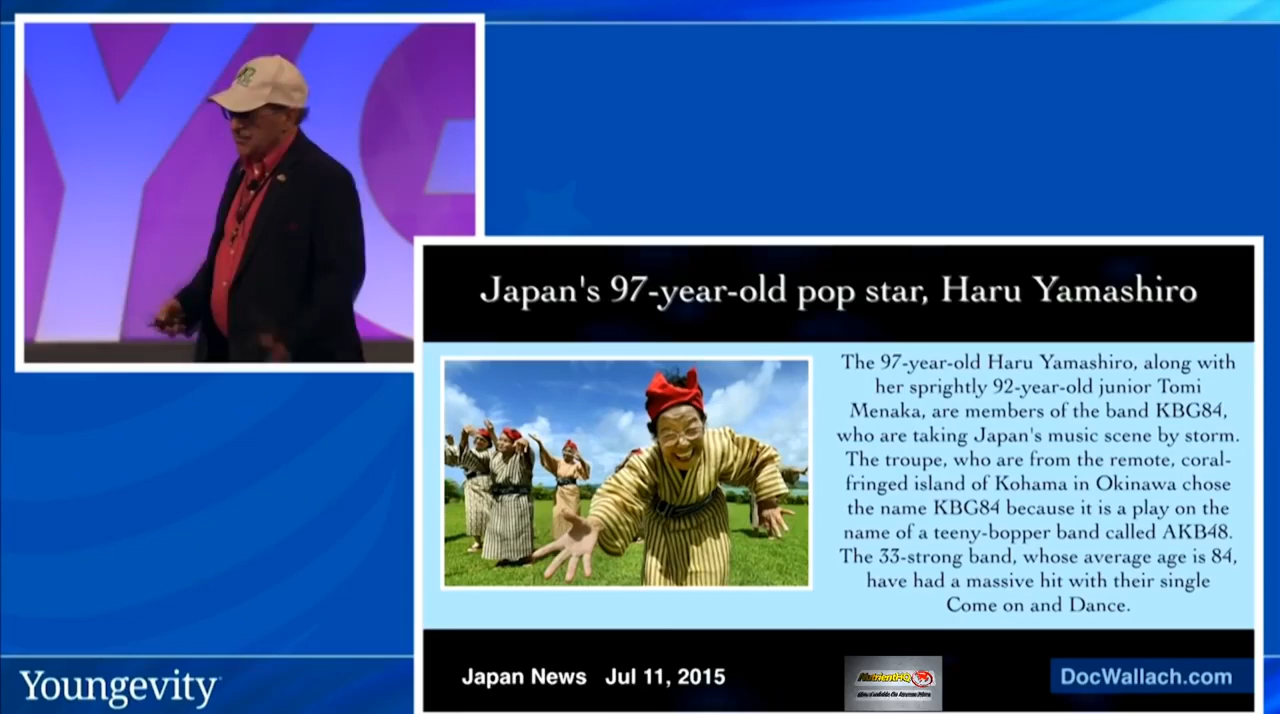 YG
Japan's 97-year-old pop star, Haru Yamashiro
The 97-year-old Haru Yamashiro, along with
her sprightly 92-year-old junior Tomi
Menaka, are members of the band KBG84,
who are taking Japan's music scene by storm.
The troupe, who are from the remote, coral-
fringed island of Kohama in Okinawa chose
the name KBG84 because it is a play on the
name of a teeny-bopper band called AKB48.
The 33-strong band, whose average age is 84,
have had a massive hit with their single
Come on and Dance.
Japan News Jul 11, 2015
NutrientHQ
DocWallach.com
Youngevity